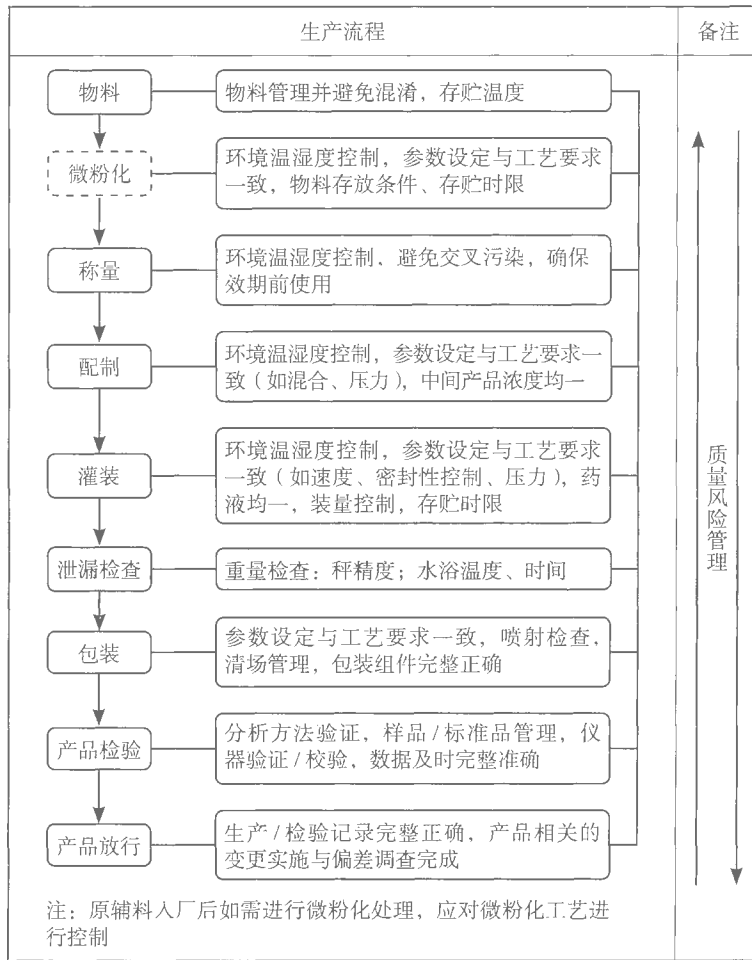 生产流程
备注
物料
物料管理并避免混淆，存贮温度
微粉化
环境温湿度控制，参数设定与工艺要求
一致，物料存放条件、存贮时限
称量
环境温湿度控制，避免交叉污染，确保
效期前使用
配制
环境温湿度控制，参数设定与工艺要求一
致（如混合、压力），中间产品浓度均一
灌装
环境温湿度控制，参数设定与工艺要求
一致（如速度、密封性控制、压力），药
液均一，装量控制，存贮时限
泄漏检查
重量检查：秤精度；水浴温度、时间
包装
参数设定与工艺要求一致，喷射检查，
清场管理，包装组件完整正确
产品检验
分析方法验证，样品/标准品管理，仪
器验证/校验，数据及时完整准确
产品放行
生产/检验记录完整正确，产品相关的
变更实施与偏差调查完成
质量风险管理
注：原辅料入厂后如需进行微粉化处理，应对微粉化工艺进
行控制